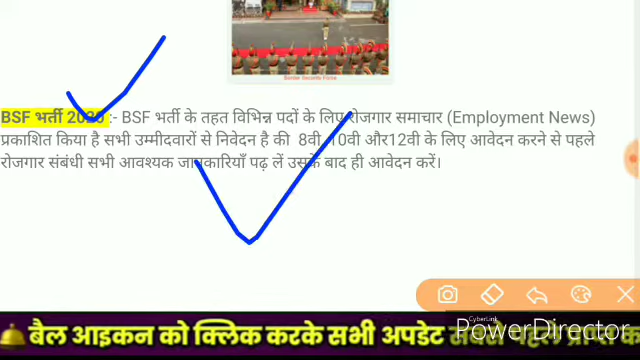 Border Security Force
BSF भर्ती 2020 :- BSF भर्ती के तहत विभिन्न पदों के लिए रोजगार समाचार (Employment News)
प्रकाशित किया है सभी उम्मीदवारों से निवेदन है की 8वी, 10वी और12वी के लिए आवेदन करने से पहले
रोजगार संबंधी सभी आवश्यक जानकारियाँ पढ़ लें उसके बाद ही आवेदन करें।
बैल आइकन को क्लिक करके सभी अपडेट
CyberLink
PowerDirector